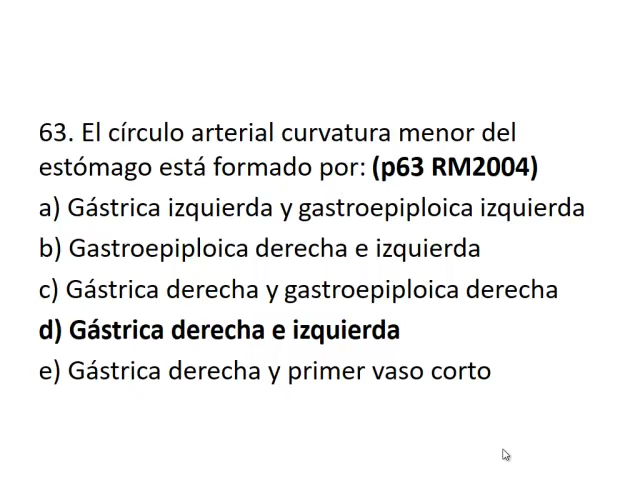 63. El círculo arterial curvatura menor del
estómago está formado por: (p63 RM2004)
a) Gástrica izquierda y gastroepiploica izquierda
b) Gastroepiploica derecha e izquierda
c) Gástrica derecha y gastroepiploica derecha
d) Gástrica derecha e izquierda
e) Gástrica derecha y primer vaso corto